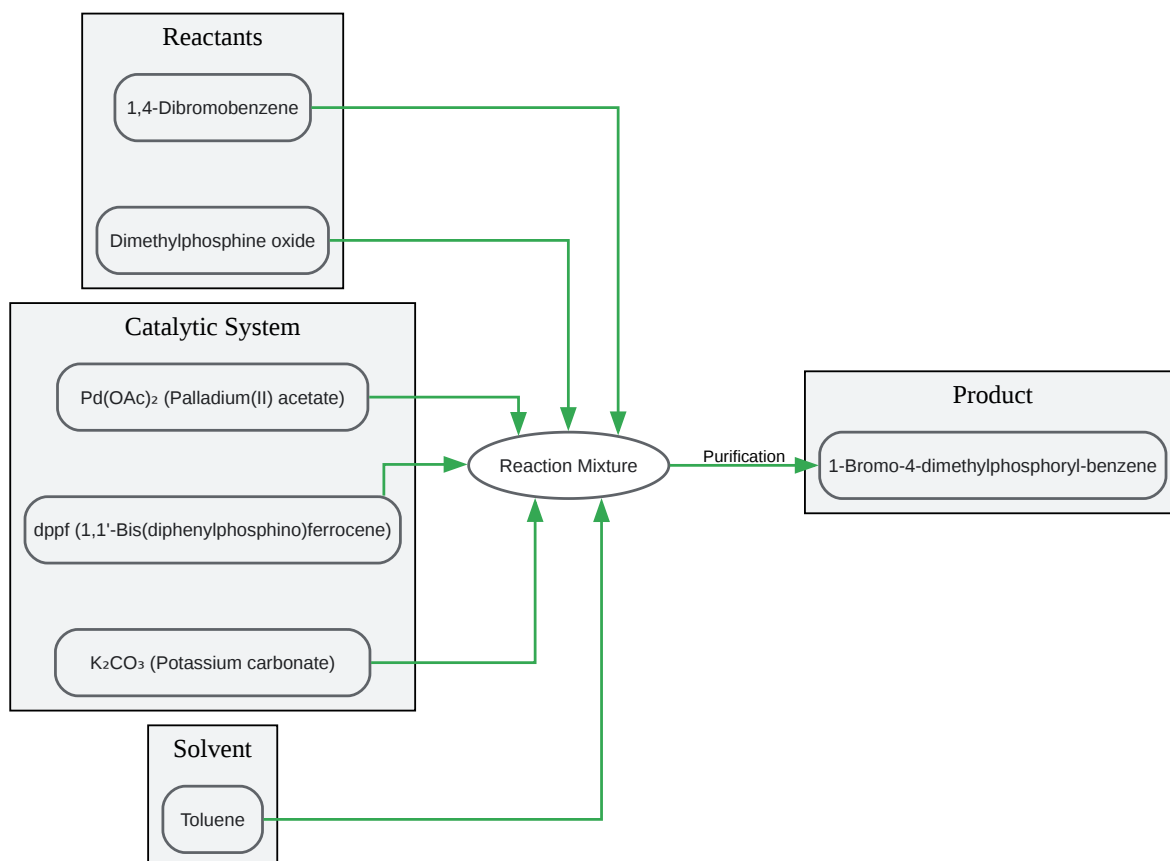 Reactants
1,4-Dibromobenzene
Dimethylphosphine oxide
Catalytic System
Pd(OAc)₂ (Palladium(II) acetate)
dppf (1,1'-Bis(diphenylphosphino)ferrocene)
K₂CO₃ (Potassium carbonate)
Solvent
Toluene
Reaction Mixture
Purification
Product
1-Bromo-4-dimethylphosphoryl-benzene